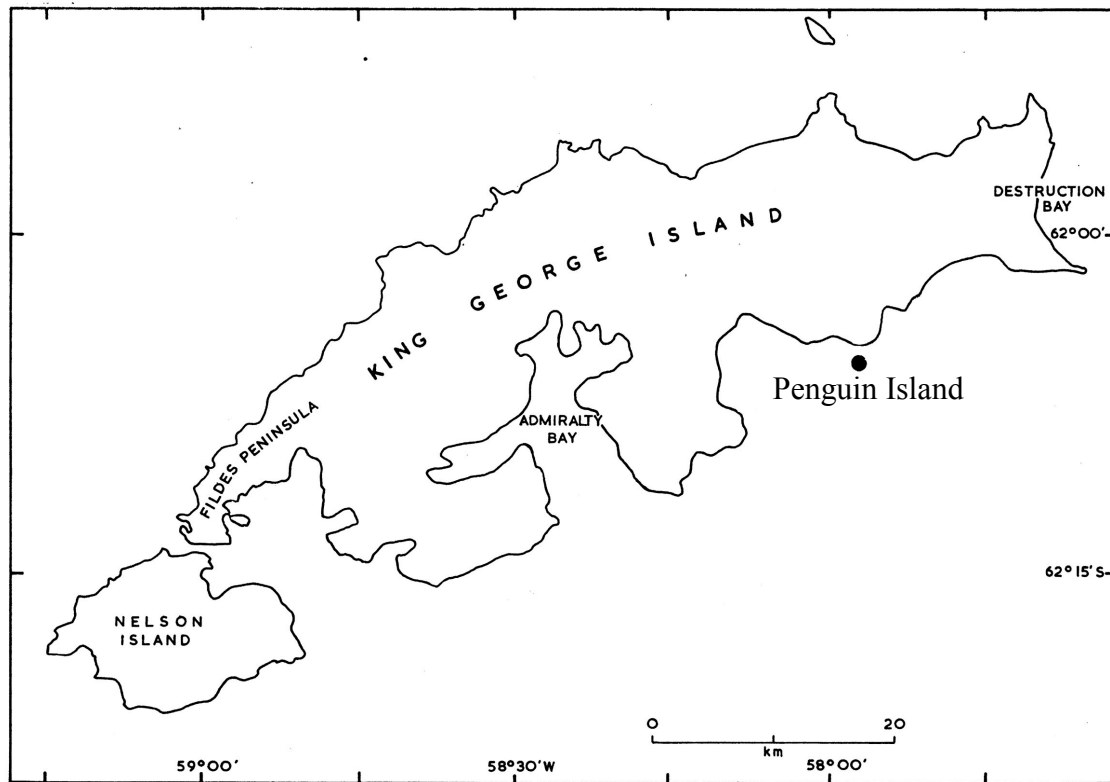 DESTRUCTION
BAY
62°00'
KING GEORGE ISLAND
Penguin Island
ADMIRALTY
BAY
FILDES PENINSULA
62°15'S
NELSON
ISLAND
0 20
km
59°00' 58°30'W 58°00'